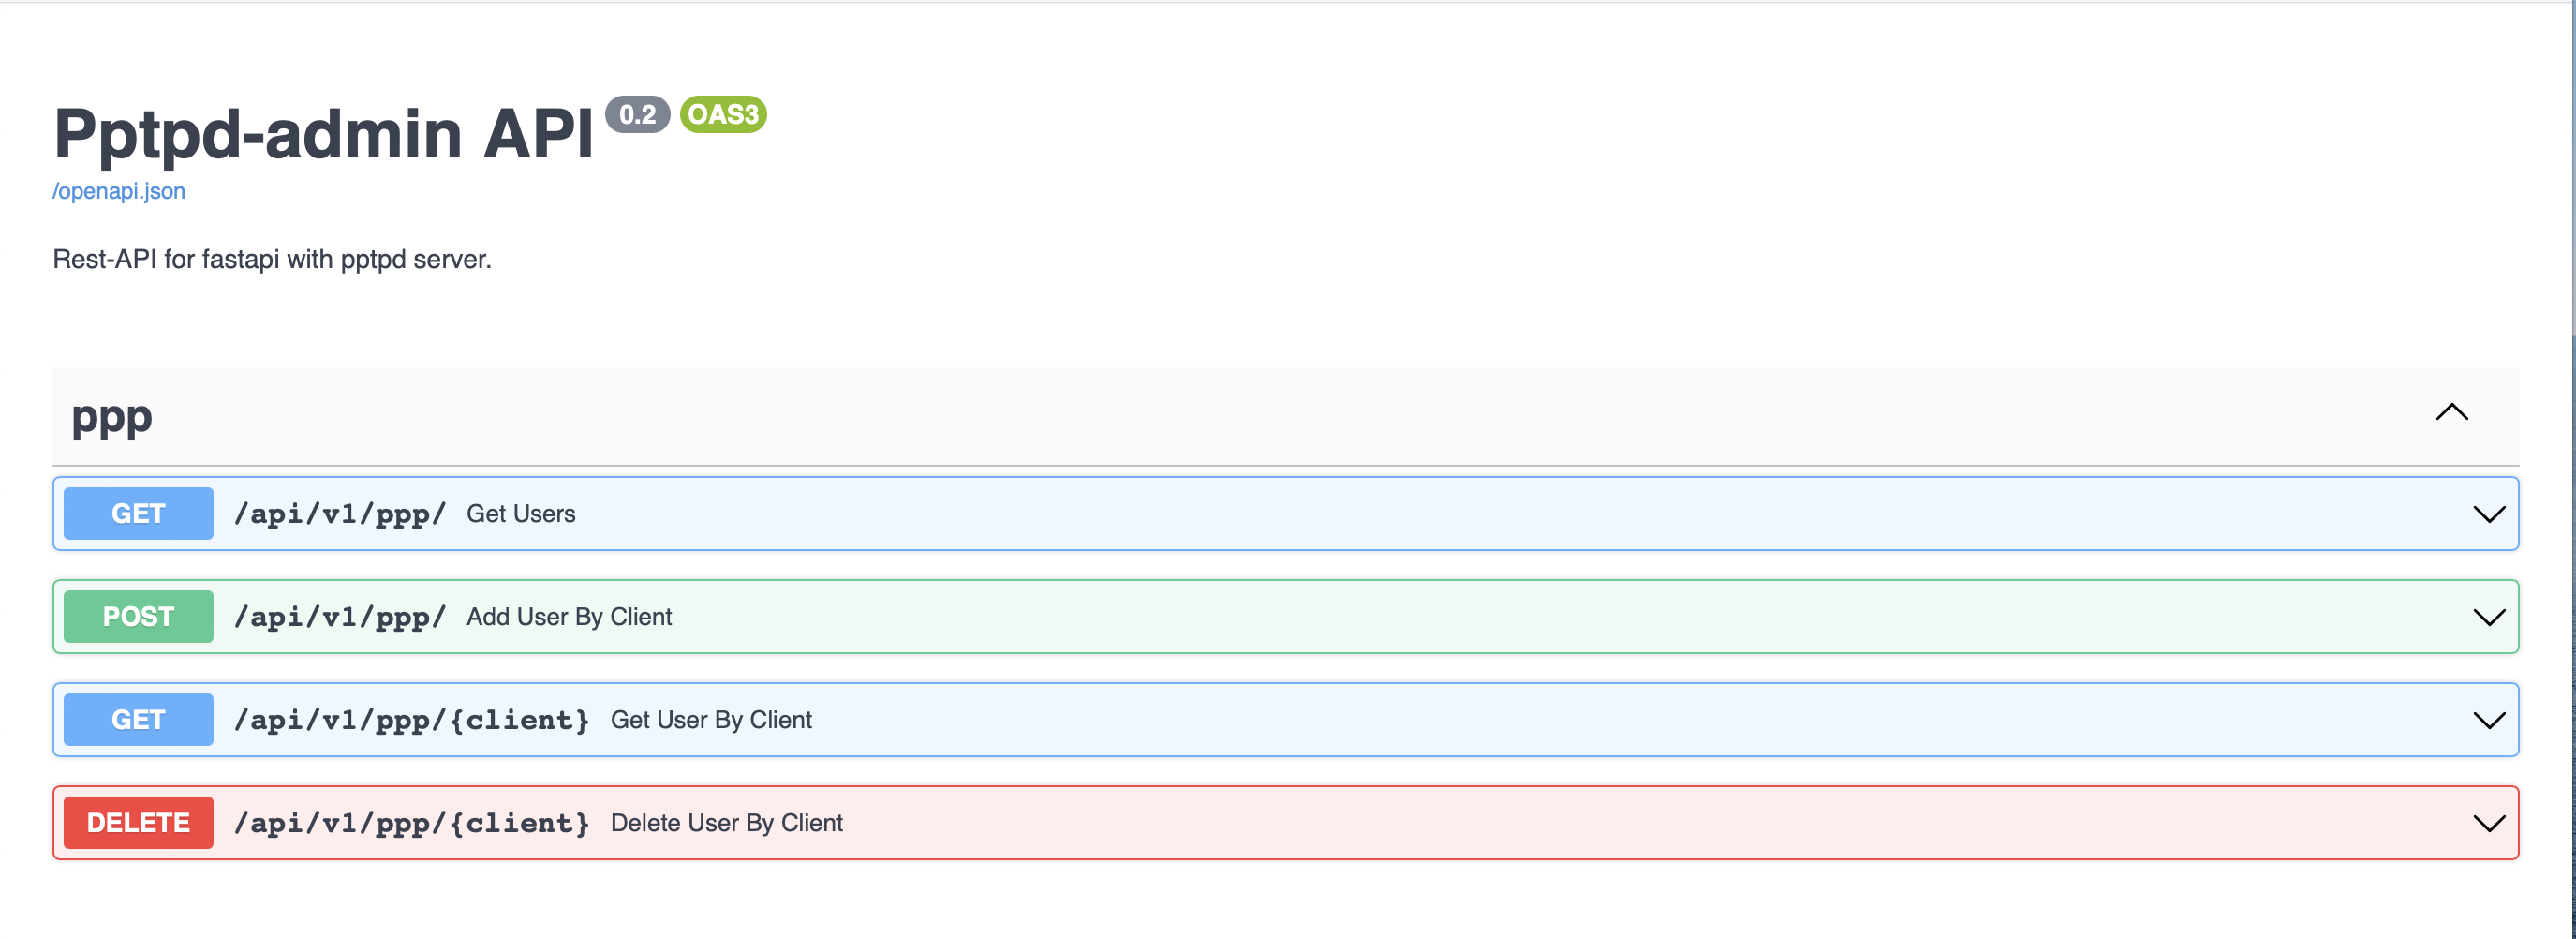 Pptpd-admin API 0.2 OAS3
/openapi.json
Rest-API for fastapi with pptpd server.
ppp
GET /api/v1/ppp/ Get Users
POST /api/v1/ppp/ Add User By Client
GET /api/v1/ppp/{client} Get User By Client
DELETE /api/v1/ppp/{client} Delete User By Client